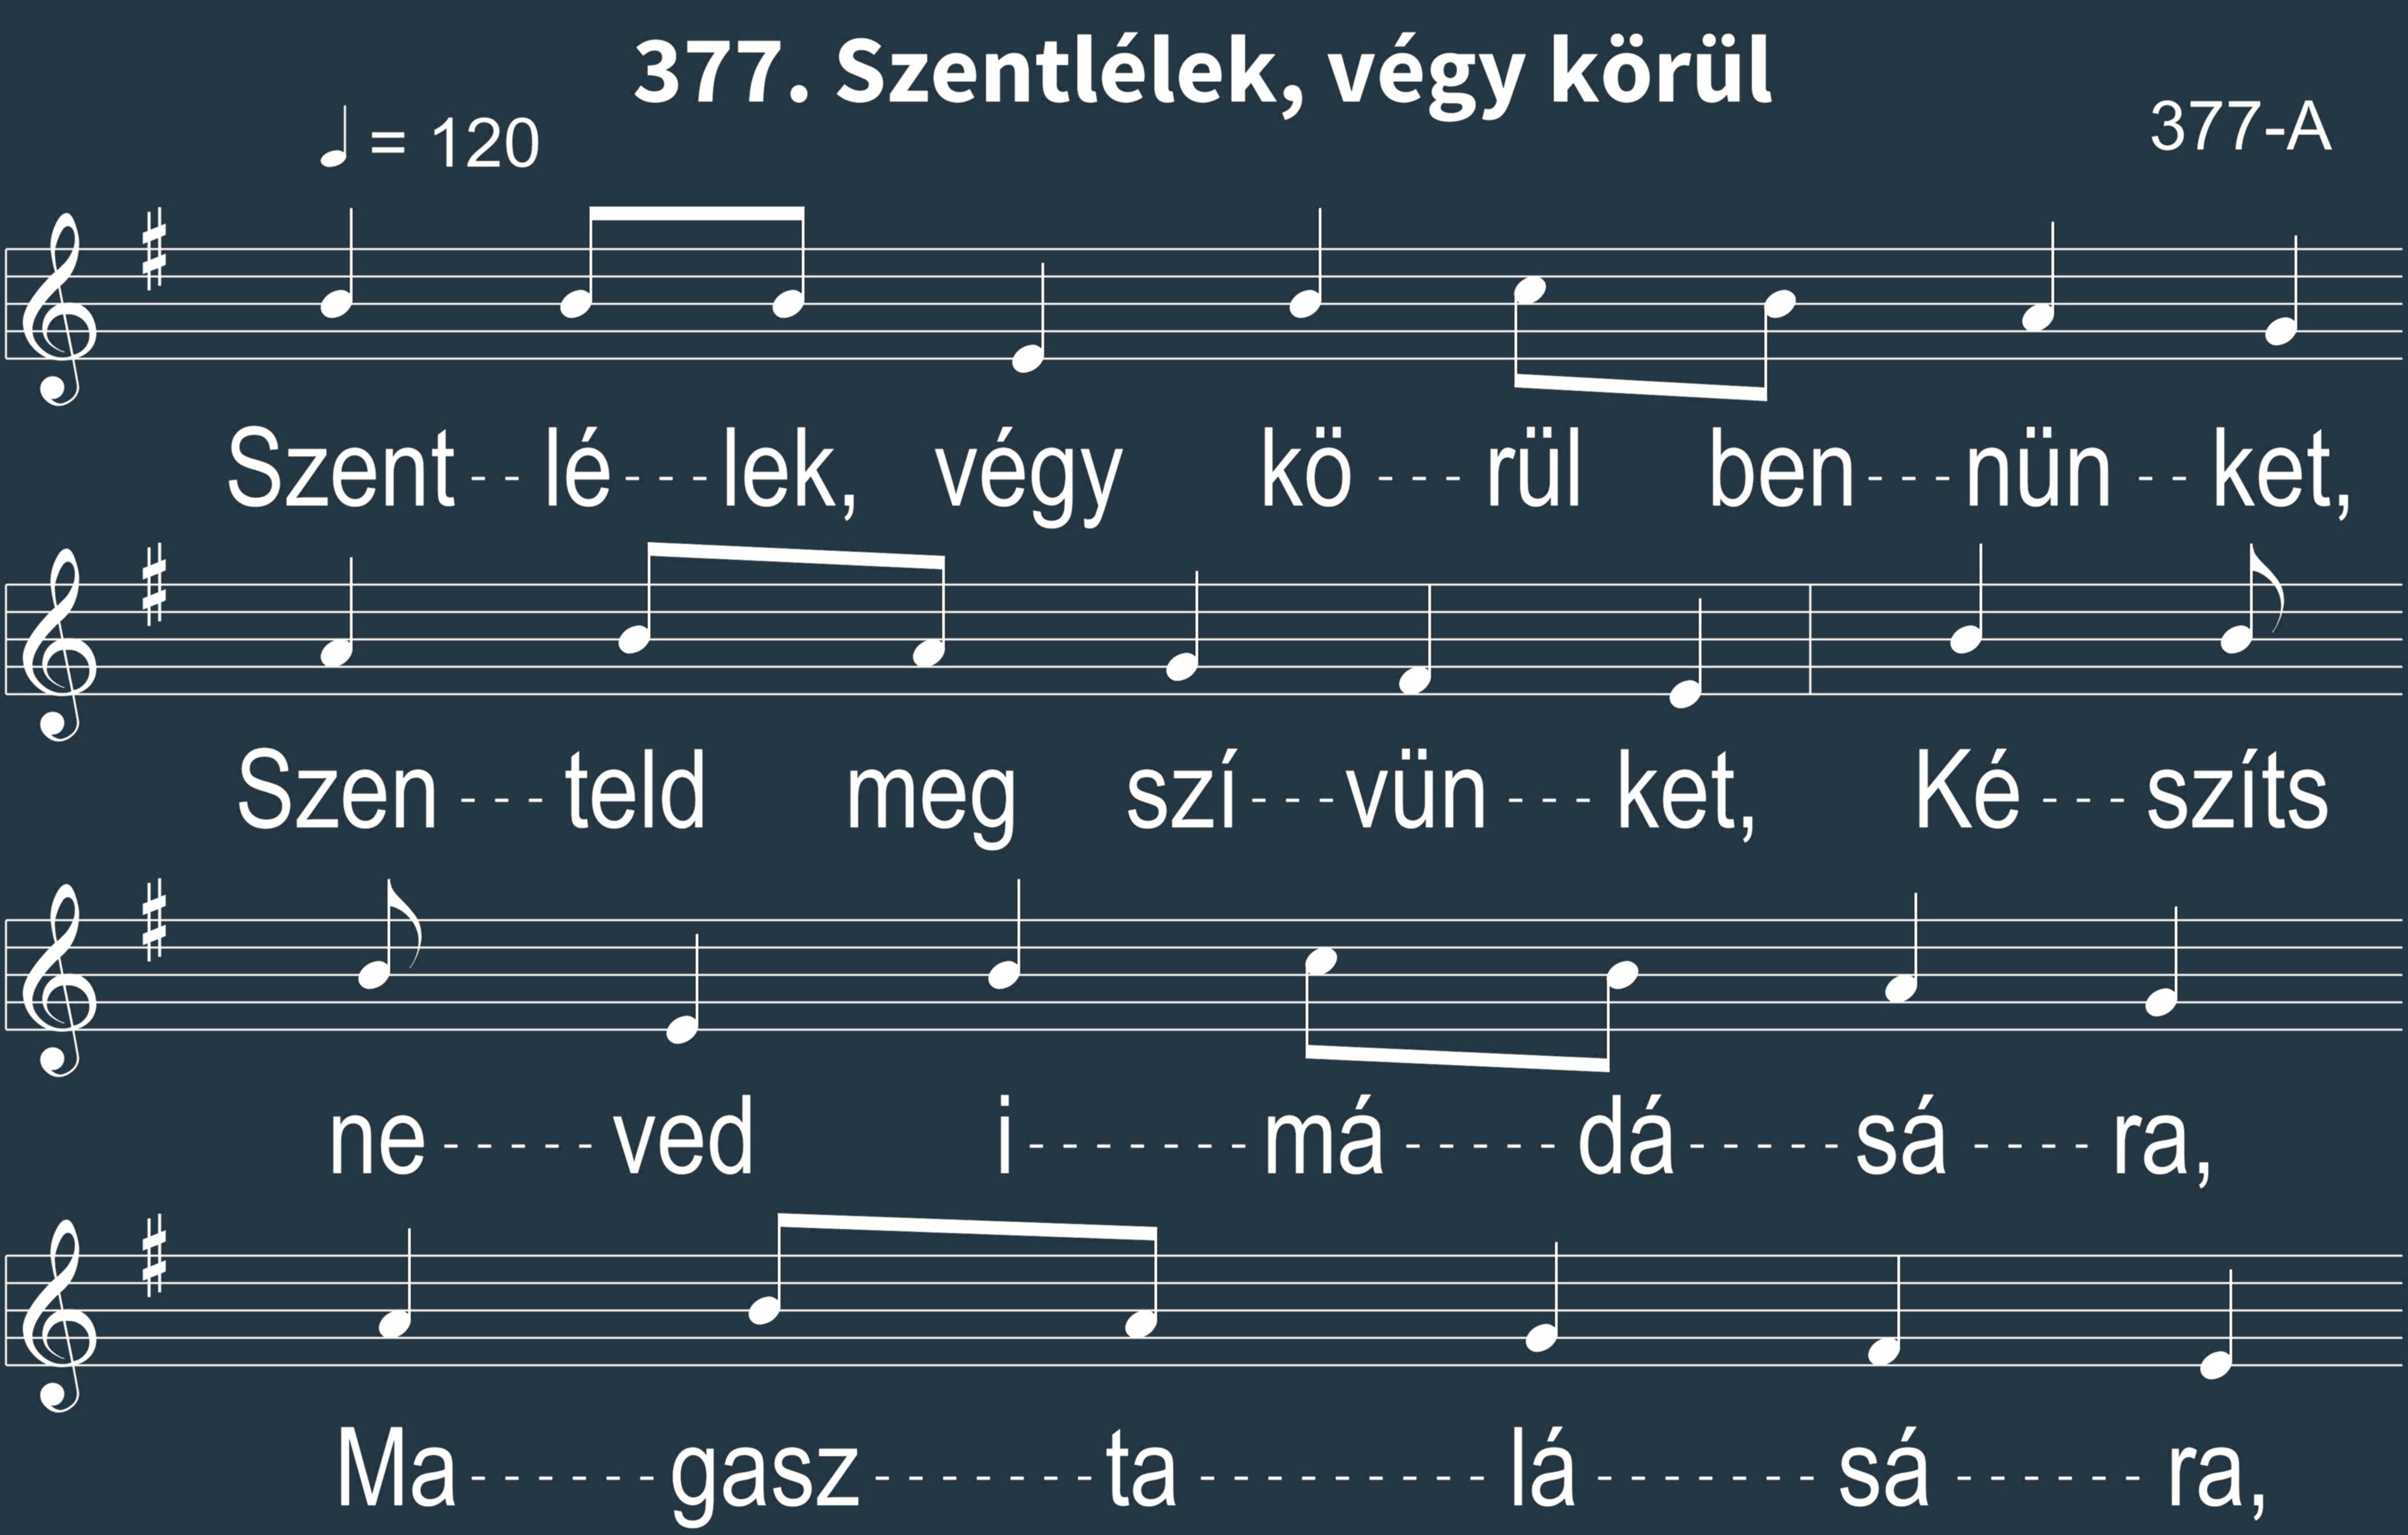 377. Szentlélek, végy körül
♩ = 120
377-A
Szent--lé---lek, végy kö---rül ben---nün--ket,
Szen---teld meg szí---vün---ket, Ké---szíts
ne-----ved i-------má-----dá-----sá----ra,
Ma------gasz-------ta---------lá-------sá------ra,